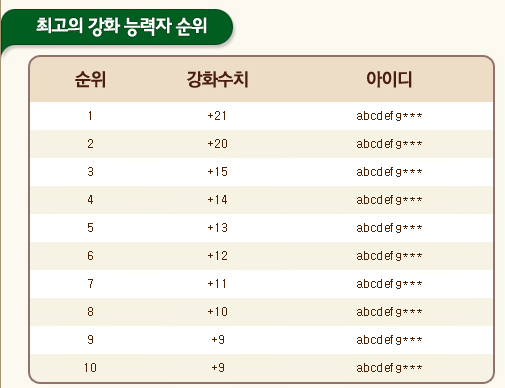 최고의 강화 능력자 순위
순위 강화수치 아이디
1 +21 abcdefg***
2 +20 abcdefg***
3 +15 abcdefg***
4 +14 abcdefg***
5 +13 abcdefg***
6 +12 abcdefg***
7 +11 abcdefg***
8 +10 abcdefg***
9 +9 abcdefg***
10 +9 abcdefg***